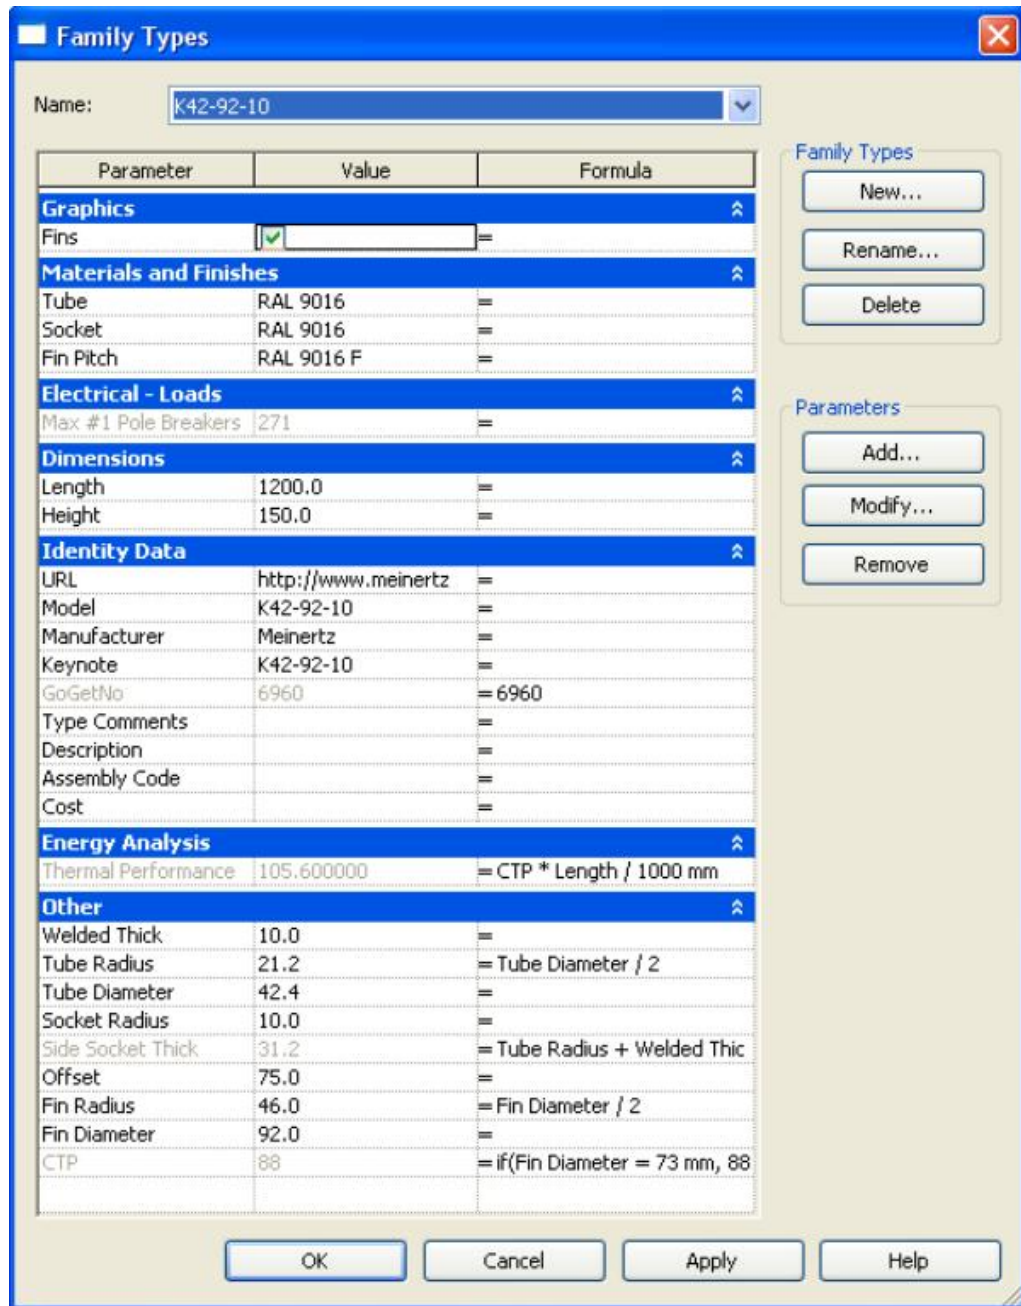 Family Types
Name: K42-92-10
Parameter Value Formula
Graphics
Fins =
Materials and Finishes
Tube RAL 9016 =
Socket RAL 9016 =
Fin Pitch RAL 9016 F =
Electrical - Loads
Max #1 Pole Breakers 271 =
Dimensions
Length 1200.0 =
Height 150.0 =
Identity Data
URL http://www.meinertz =
Model K42-92-10 =
Manufacturer Meinertz =
Keynote K42-92-10 =
GoGetNo 6960 = 6960
Type Comments =
Description =
Assembly Code =
Cost =
Energy Analysis
Thermal Performance 105.600000 = CTP * Length / 1000 mm
Other
Welded Thick 10.0 =
Tube Radius 21.2 = Tube Diameter / 2
Tube Diameter 42.4 =
Socket Radius 10.0 =
Side Socket Thick 31.2 = Tube Radius + Welded Thic
Offset 75.0 =
Fin Radius 46.0 = Fin Diameter / 2
Fin Diameter 92.0 =
CTP 88 = if(Fin Diameter = 73 mm, 88
Family Types
New...
Rename...
Delete
Parameters
Add...
Modify...
Remove
OK Cancel Apply Help